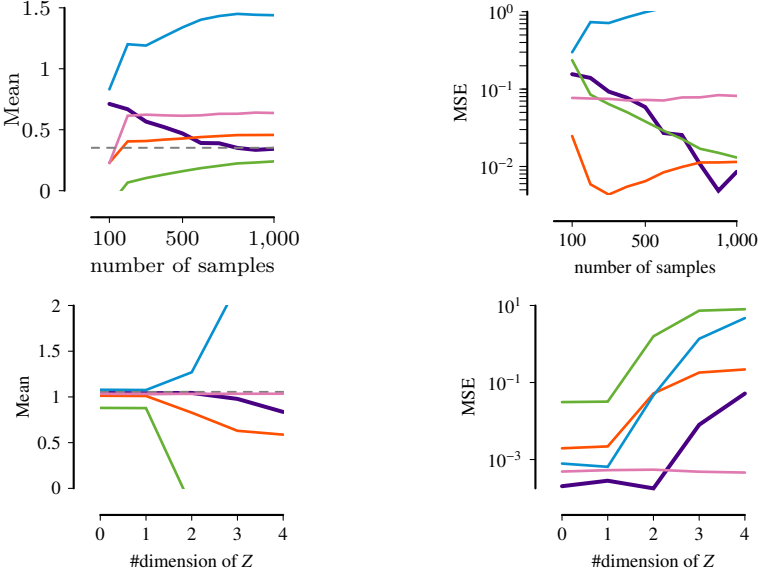 1.5
1
0.5
0
Mean
100 500 1,000
number of samples
10^0
10^-1
10^-2
MSE
100 500 1,000
number of samples
2
1.5
1
0.5
0
Mean
0 1 2 3 4
#dimension of Z
10^1
10^-1
10^-3
MSE
0 1 2 3 4
#dimension of Z